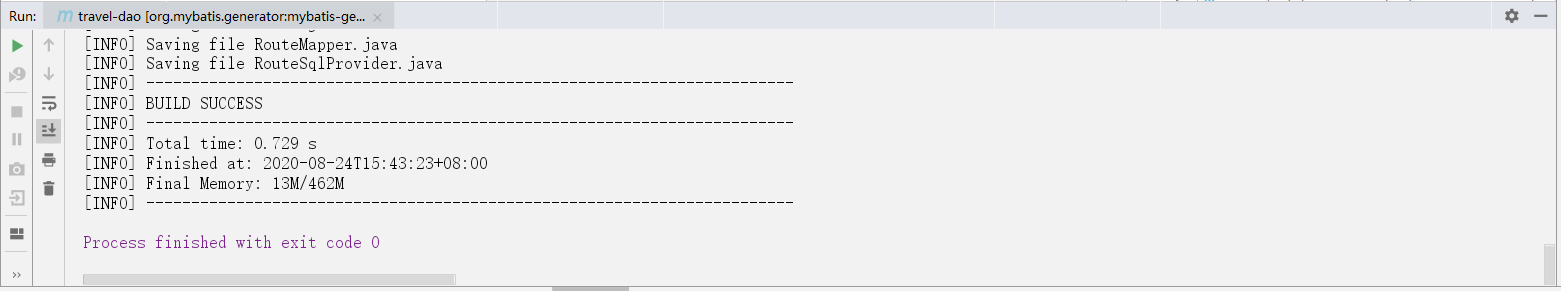 Run: travel-dao [org.mybatis.generator:mybatis-ge...
[INFO] Saving file RouteMapper.java
[INFO] Saving file RouteSqlProvider.java
[INFO] ------------------------------------------------------------------------
[INFO] BUILD SUCCESS
[INFO] ------------------------------------------------------------------------
[INFO] Total time: 0.729 s
[INFO] Finished at: 2020-08-24T15:43:23+08:00
[INFO] Final Memory: 13M/462M
[INFO] ------------------------------------------------------------------------
Process finished with exit code 0